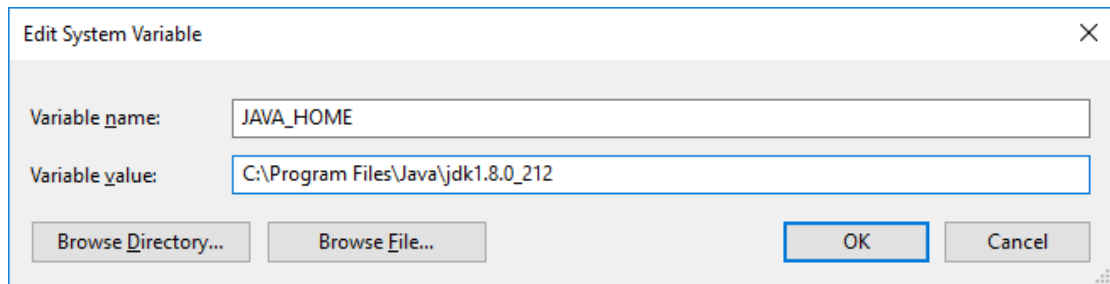 Edit System Variable
Variable name: JAVA_HOME
Variable value: C:\Program Files\Java\jdk1.8.0_212
Browse Directory... Browse File... OK Cancel